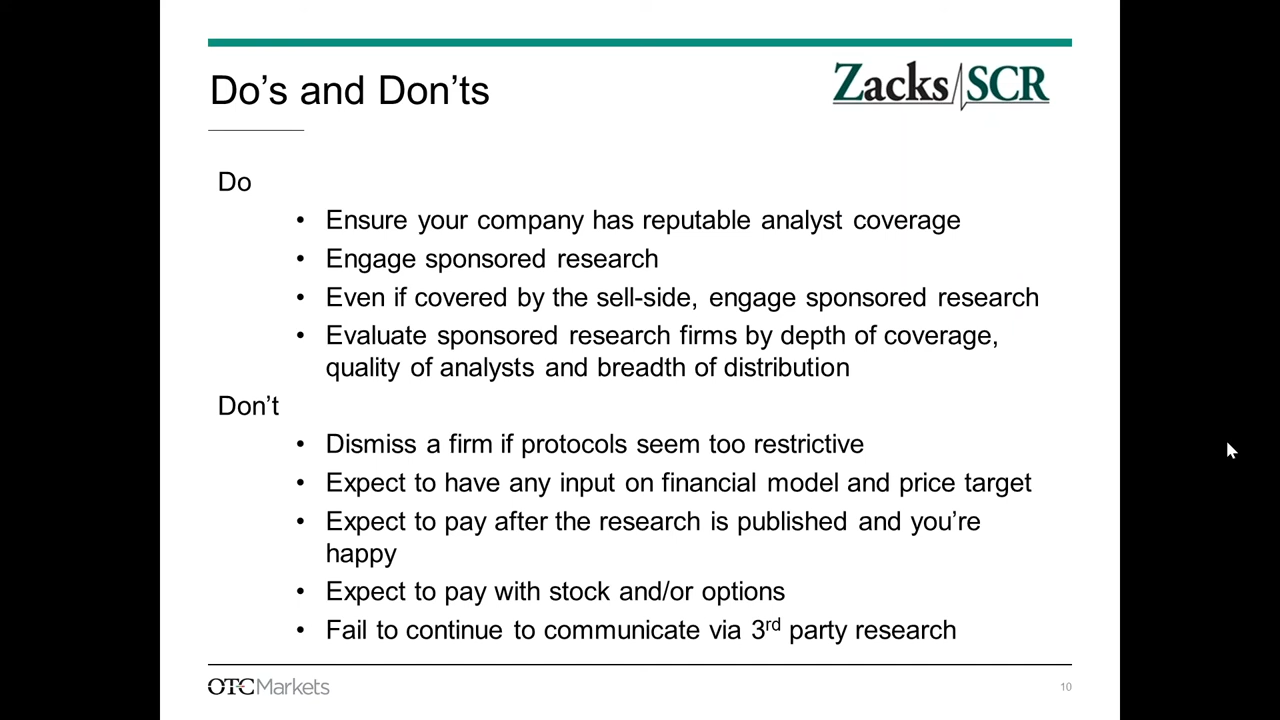 Do’s and Don’ts
Zacks/SCR
Do
• Ensure your company has reputable analyst coverage
• Engage sponsored research
• Even if covered by the sell-side, engage sponsored research
• Evaluate sponsored research firms by depth of coverage,
quality of analysts and breadth of distribution
Don’t
• Dismiss a firm if protocols seem too restrictive
• Expect to have any input on financial model and price target
• Expect to pay after the research is published and you’re
happy
• Expect to pay with stock and/or options
• Fail to continue to communicate via 3rd party research
OTC Markets
10